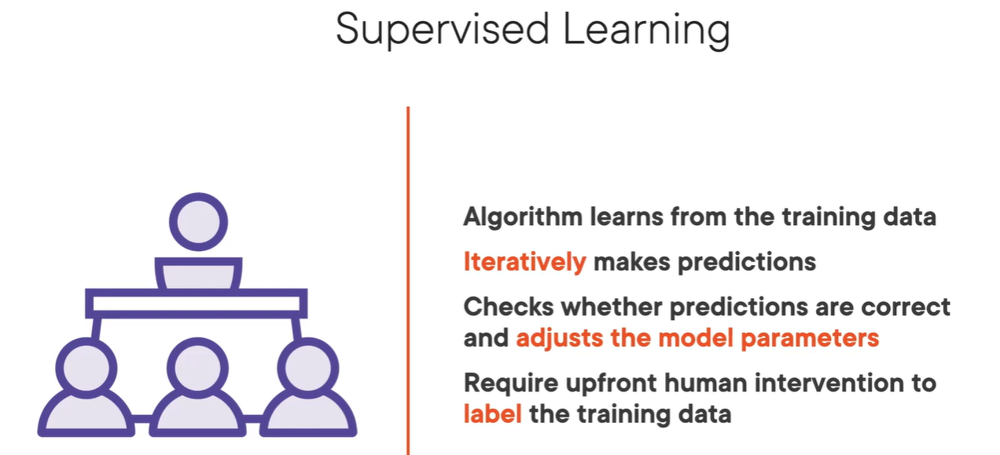 Supervised Learning
Algorithm learns from the training data
Iteratively makes predictions
Checks whether predictions are correct
and adjusts the model parameters
Require upfront human intervention to
label the training data